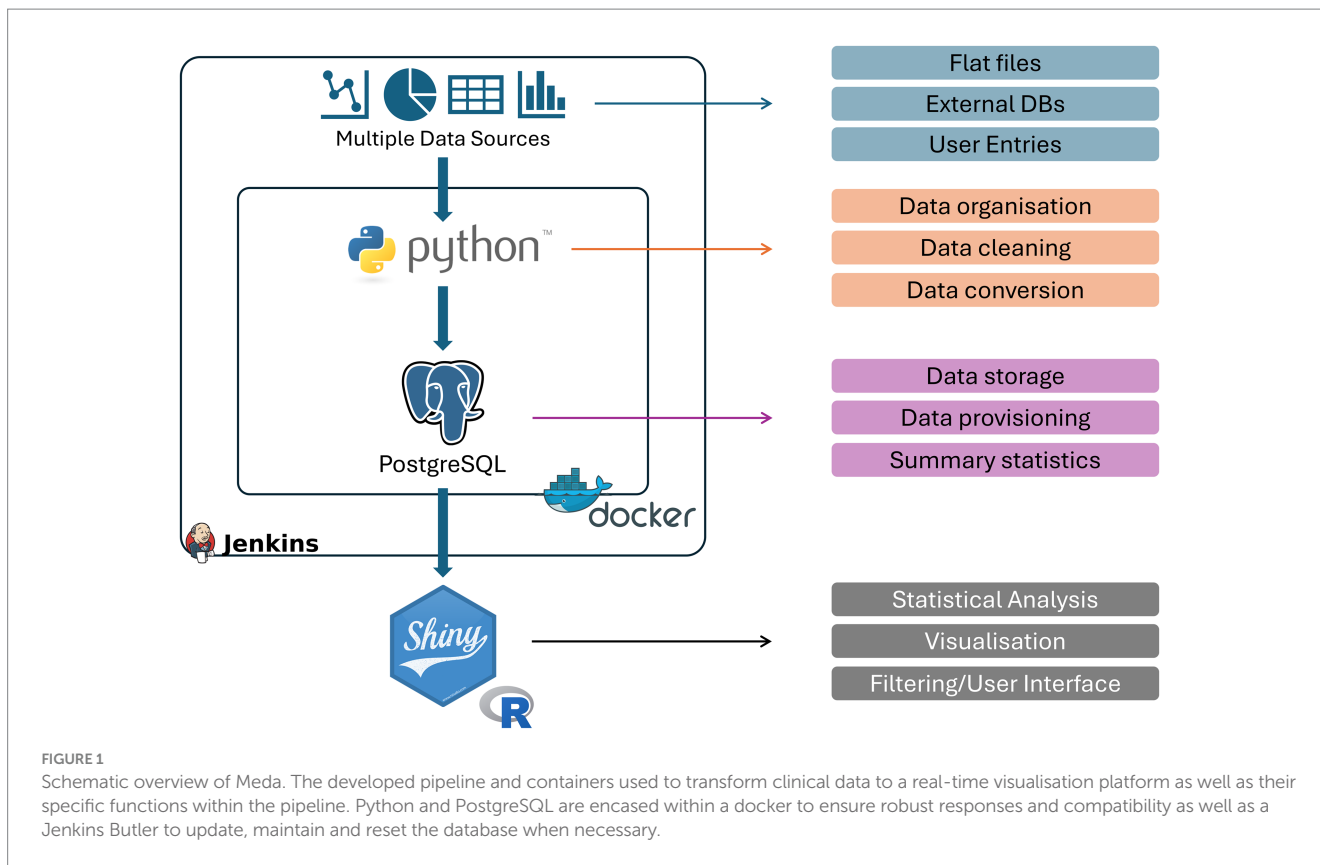 Flat files
External DBs
User Entries
Multiple Data Sources
Data organisation
python™
Data cleaning
Data conversion
Data storage
Data provisioning
PostgreSQL
Summary statistics
docker
Jenkins
Statistical Analysis
Shiny
Visualisation
Filtering/User Interface
R
FIGURE 1
Schematic overview of Meda. The developed pipeline and containers used to transform clinical data to a real-time visualisation platform as well as their
specific functions within the pipeline. Python and PostgreSQL are encased within a docker to ensure robust responses and compatibility as well as a
Jenkins Butler to update, maintain and reset the database when necessary.